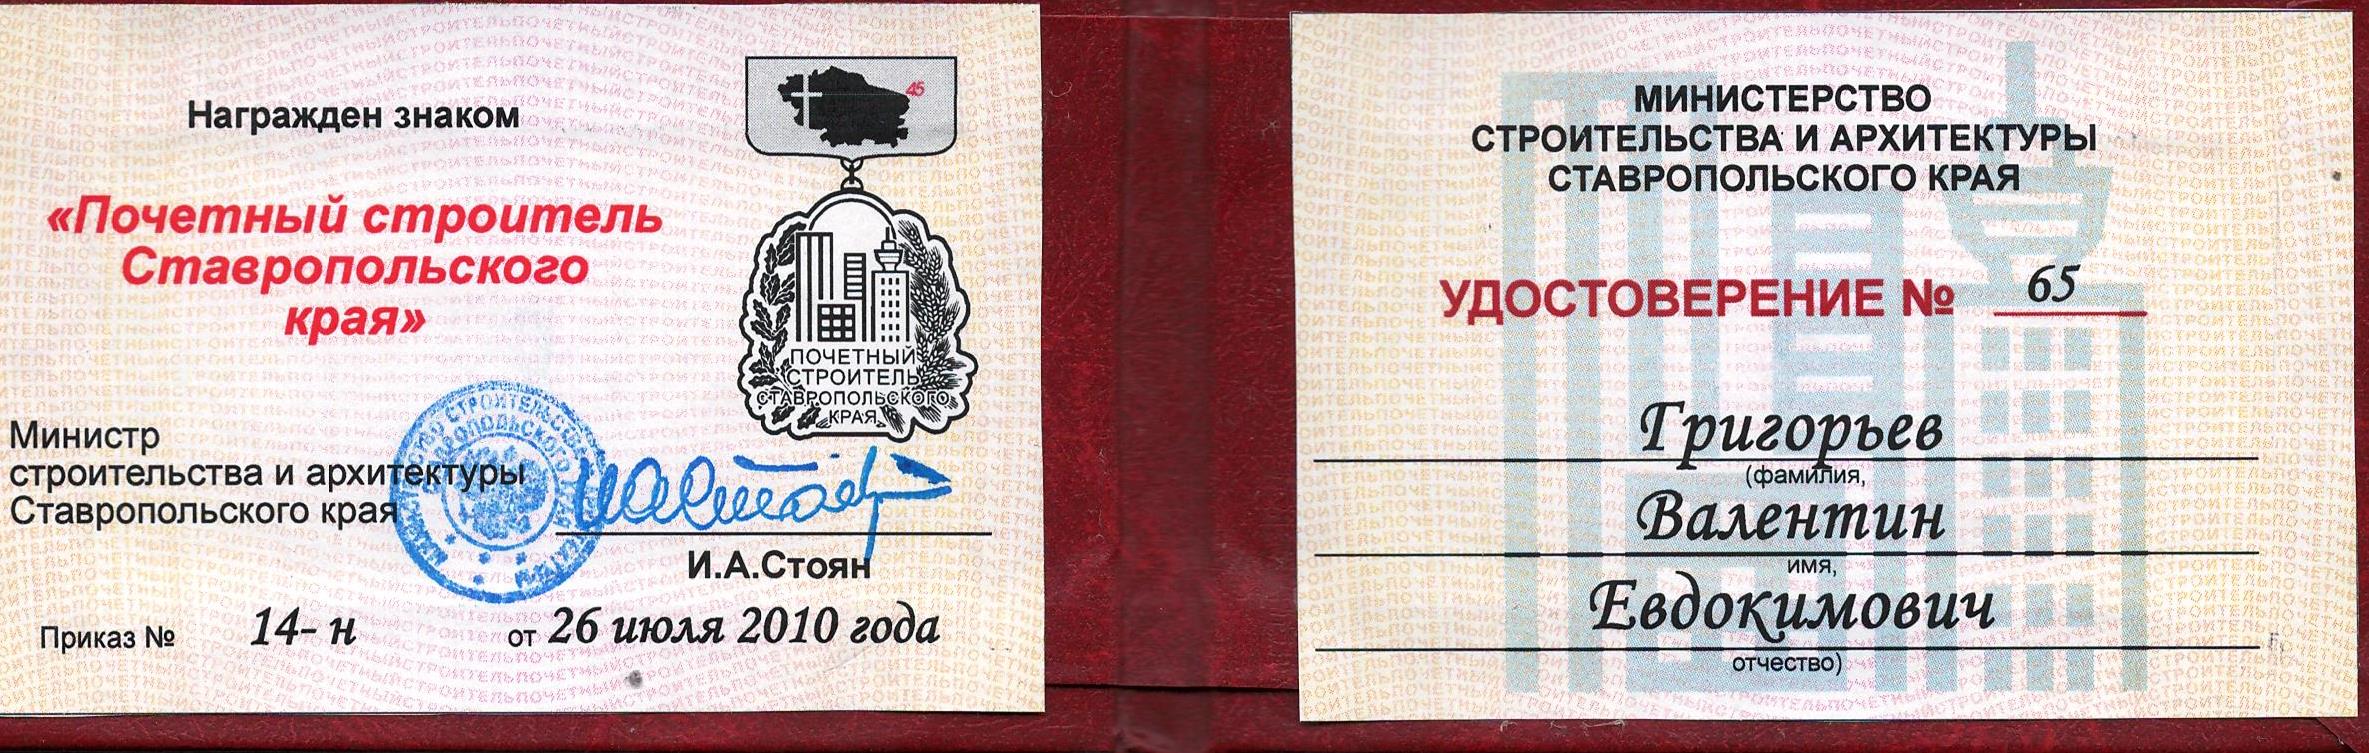 Награжден знаком
«Почетный строитель
Ставропольского
края»
45
ПОЧЕТНЫЙ
СТРОИТЕЛЬ
СТАВРОПОЛЬСКОГО
КРАЯ
Министр
строительства и архитектуры
Ставропольского края
И.А.Стоян
Приказ № 14- н от 26 июля 2010 года
МИНИСТЕРСТВО
СТРОИТЕЛЬСТВА И АРХИТЕКТУРЫ
СТАВРОПОЛЬСКОГО КРАЯ
УДОСТОВЕРЕНИЕ № 65
Григорьев
(фамилия,
Валентин
имя,
Евдокимович
отчество)